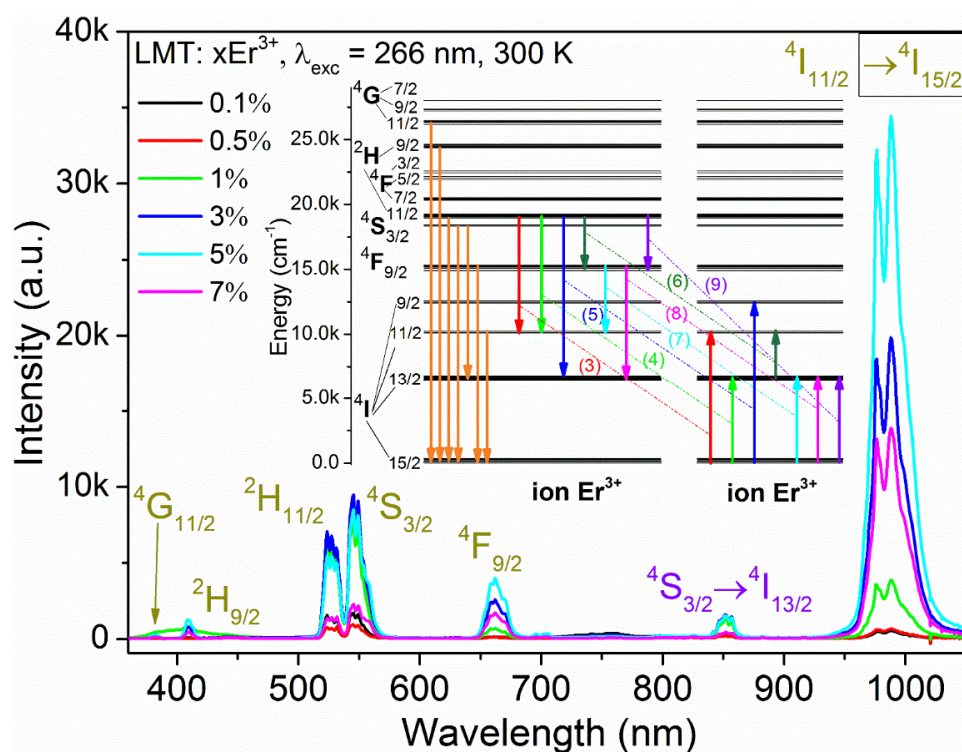 40k
30k
20k
10k
0
Intensity (a.u.)
LMT: xEr³⁺, λexc = 266 nm, 300 K
0.1%
0.5%
1%
3%
5%
7%
⁴I₁₁/₂ → ⁴I₁₅/₂
Energy (cm⁻¹)
25.0k
20.0k
15.0k
10.0k
5.0k
0.0
⁴G 7/2
9/2
11/2
²H 9/2
3/2
⁴F 5/2
7/2
11/2
⁴S₃/₂
⁴F₉/₂
9/2
11/2
13/2
⁴I
15/2
(3)
(4)
(5)
(6)
(7)
(8)
(9)
ion Er³⁺
ion Er³⁺
⁴G₁₁/₂
²H₉/₂
²H₁₁/₂
⁴S₃/₂
⁴F₉/₂
⁴S₃/₂→⁴I₁₃/₂
400 500 600 700 800 900 1000
Wavelength (nm)